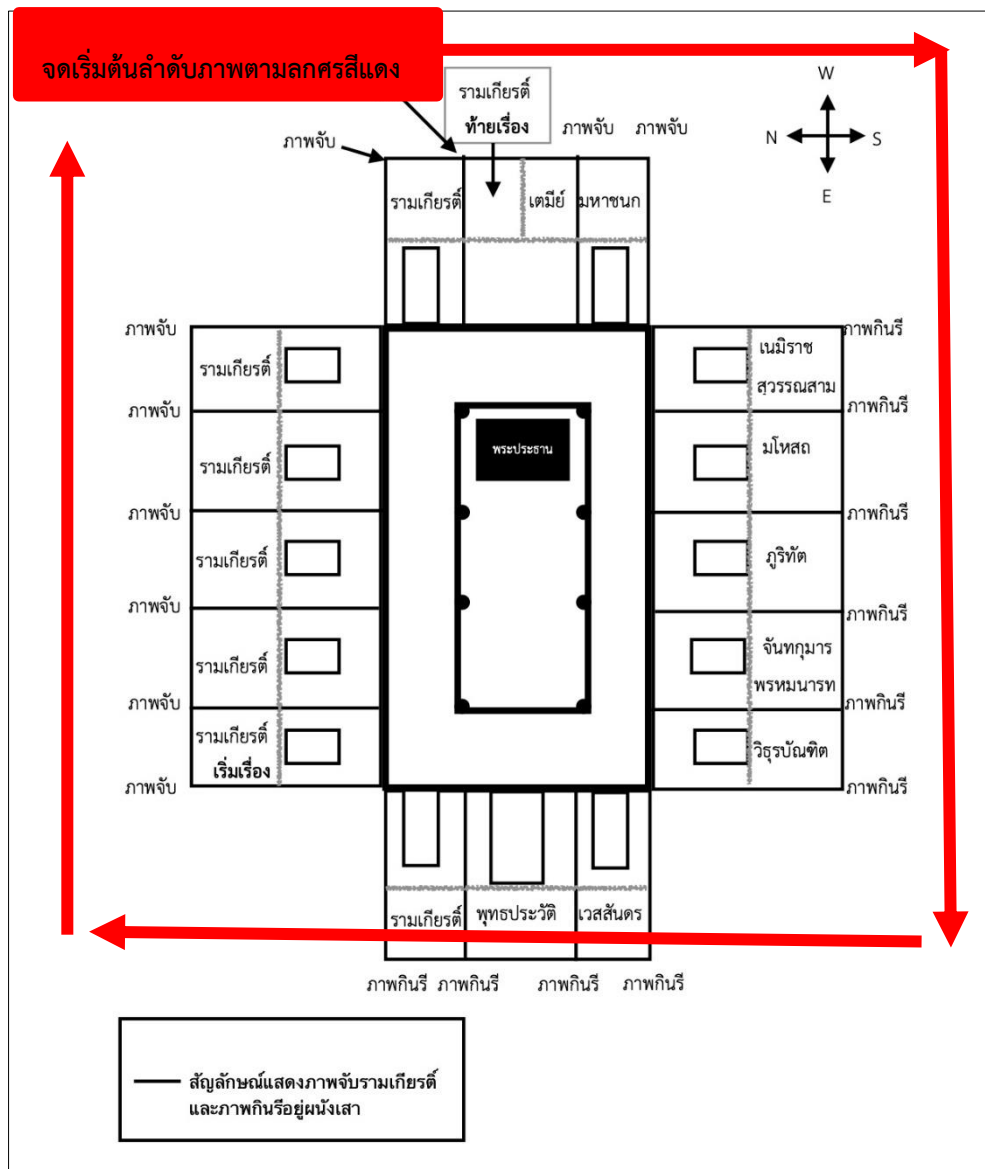 จดเริ่มต้นลำดับภาพตามลกศรสีแดง
รามเกียรติ์
ท้ายเรื่อง
ภาพจับ
ภาพจับ
ภาพจับ
W
N
S
E
รามเกียรติ์
เตมีย์
มหาชนก
ภาพจับ
ภาพกินรี
รามเกียรติ์
เนมิราช
สุวรรณสาม
ภาพจับ
ภาพกินรี
พระประธาน
รามเกียรติ์
มโหสถ
ภาพจับ
ภาพกินรี
รามเกียรติ์
ภูริทัต
ภาพจับ
ภาพกินรี
รามเกียรติ์
จันทกุมาร
พรหมนารท
ภาพจับ
ภาพกินรี
รามเกียรติ์
เริ่มเรื่อง
วิธุรบัณฑิต
ภาพจับ
ภาพกินรี
รามเกียรติ์
พุทธประวัติ
เวสสันดร
ภาพกินรี
ภาพกินรี
ภาพกินรี
ภาพกินรี
สัญลักษณ์แสดงภาพจับรามเกียรติ์
และภาพกินรีอยู่ผนังเสา